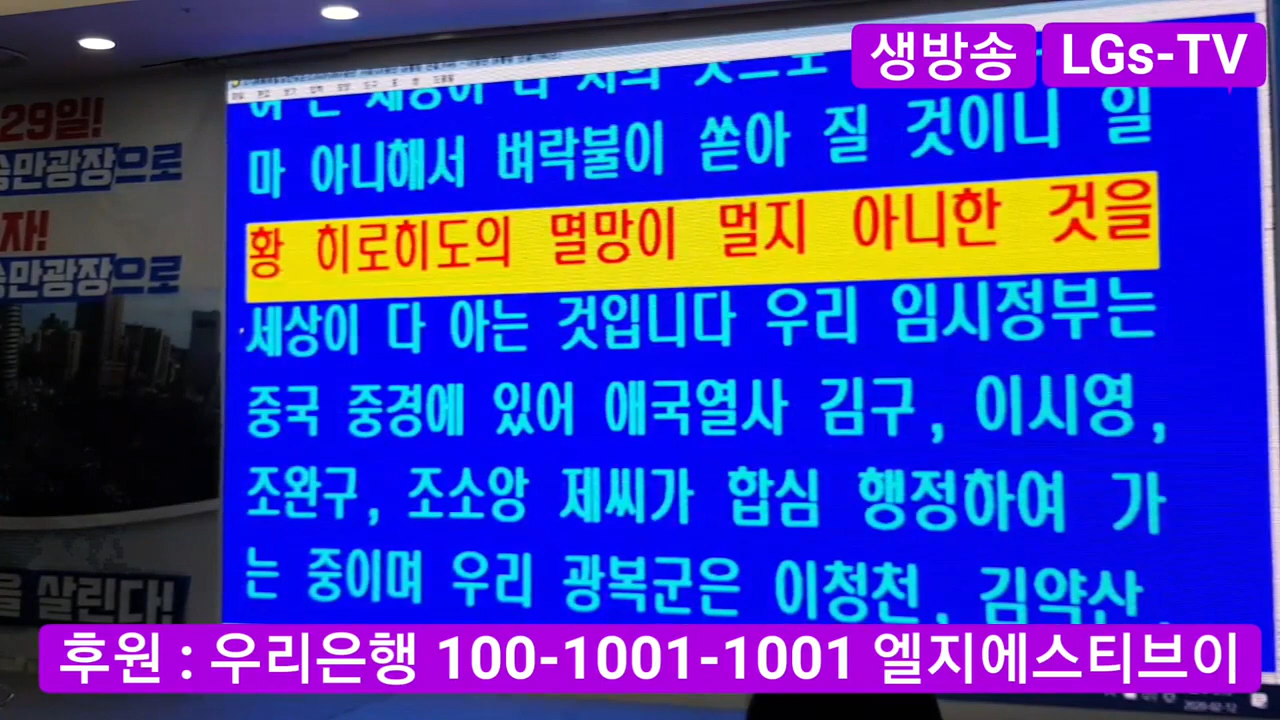 생방송 LGs-TV
마 아니해서 벼락불이 쏟아 질 것이니 일
황 히로히도의 멸망이 멀지 아니한 것을
세상이 다 아는 것입니다 우리 임시정부는
중국 중경에 있어 애국열사 김구, 이시영,
조완구, 조소앙 제씨가 합심 행정하여 가
는 중이며 우리 광복군은 이청천, 김약산,
29일!
만광장으로
자!
만광장으로
을 살린다!
후원 : 우리은행 100-1001-1001 엘지에스티브이
2020-02-12